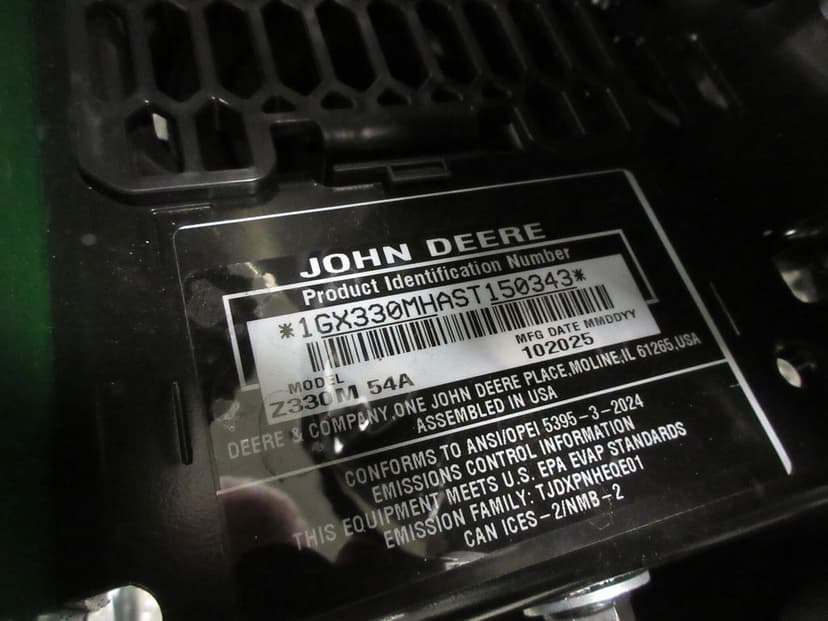 JOHN DEERE
Product Identification Number
*1GX330MHAST150343*
MODEL
Z330M 54A
MFG DATE MMDDYY
102025
DEERE & COMPANY,ONE JOHN DEERE PLACE,MOLINE,IL 61265,USA
ASSEMBLED IN USA
CONFORMS TO ANSI/OPEI 5395-3-2024
EMISSIONS CONTROL INFORMATION
THIS EQUIPMENT MEETS U.S. EPA EVAP STANDARDS
EMISSION FAMILY: TJDXPNHEQE01
CAN ICES-2/NMB-2